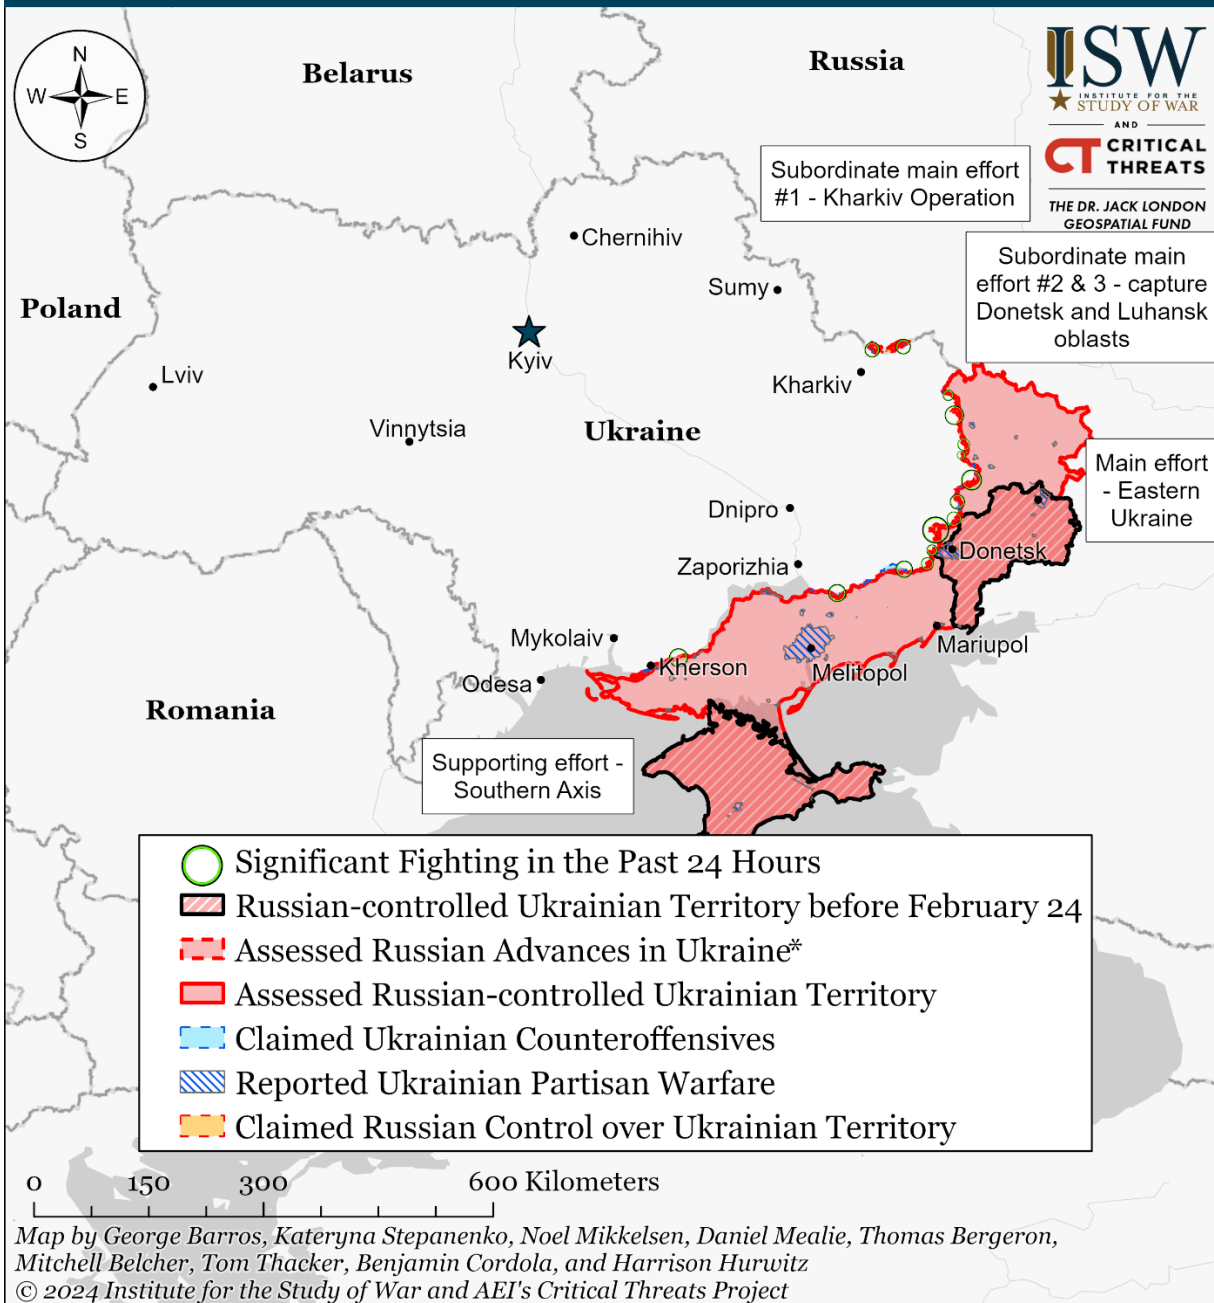 N
W
E
S
Belarus
Russia
ISW
INSTITUTE FOR THE
STUDY OF WAR
AND
CT CRITICAL
THREATS
THE DR. JACK LONDON
GEOSPATIAL FUND
Subordinate main effort
#1 - Kharkiv Operation
Chernihiv
Subordinate main
effort #2 & 3 - capture
Donetsk and Luhansk
oblasts
Sumy
Poland
Kyiv
Lviv
Kharkiv
Vinnytsia
Ukraine
Main effort
- Eastern
Ukraine
Dnipro
Donetsk
Zaporizhia
Mykolaiv
Mariupol
Kherson
Melitopol
Odesa
Romania
Supporting effort -
Southern Axis
Significant Fighting in the Past 24 Hours
Russian-controlled Ukrainian Territory before February 24
Assessed Russian Advances in Ukraine*
Assessed Russian-controlled Ukrainian Territory
Claimed Ukrainian Counteroffensives
Reported Ukrainian Partisan Warfare
Claimed Russian Control over Ukrainian Territory
0 150 300 600 Kilometers
Map by George Barros, Kateryna Stepanenko, Noel Mikkelsen, Daniel Mealie, Thomas Bergeron,
Mitchell Belcher, Tom Thacker, Benjamin Cordola, and Harrison Hurwitz
© 2024 Institute for the Study of War and AEI's Critical Threats Project